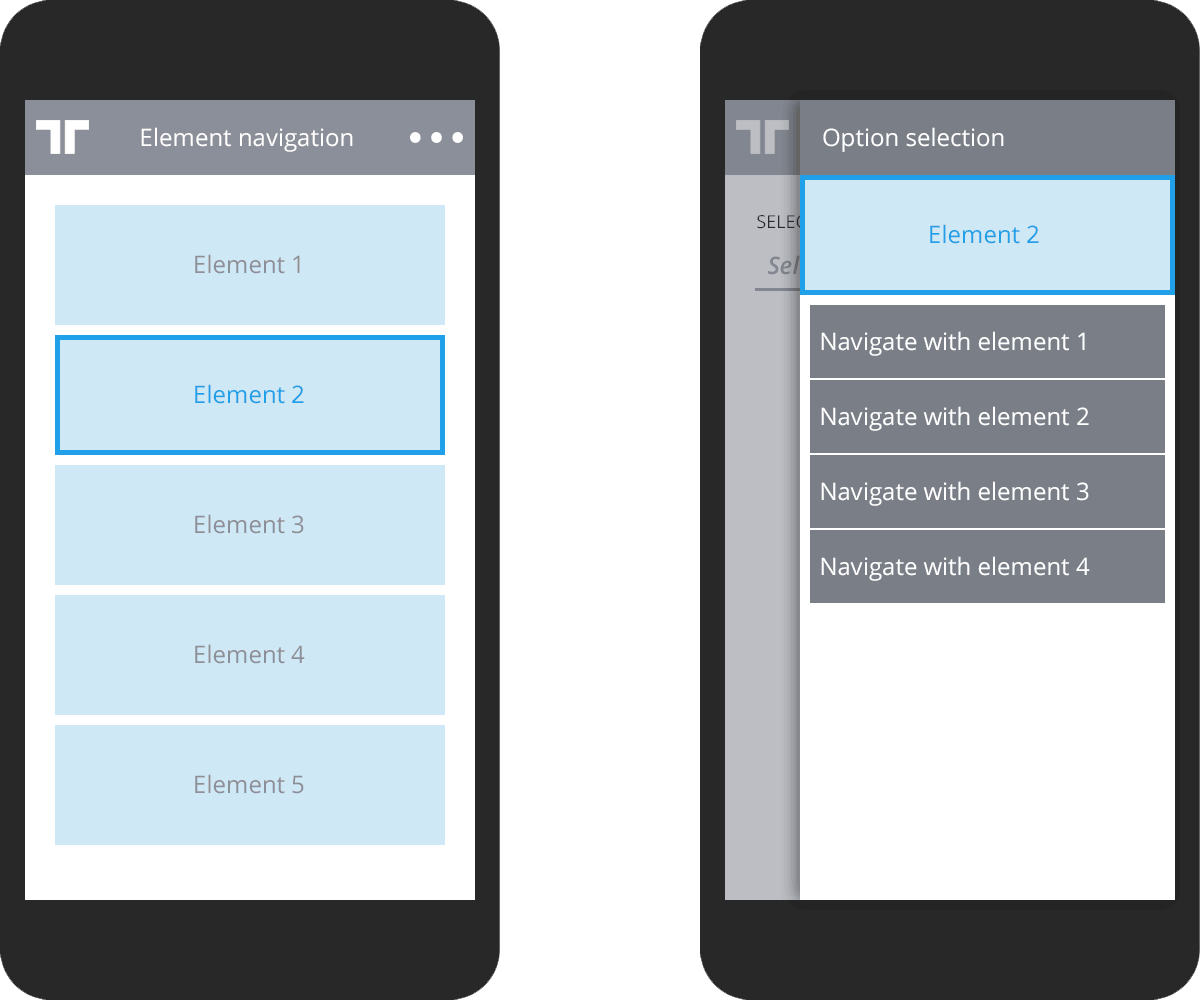 Element navigation
Element 1
Element 2
Element 3
Element 4
Element 5
Option selection
SELEC
Sel
Element 2
Navigate with element 1
Navigate with element 2
Navigate with element 3
Navigate with element 4